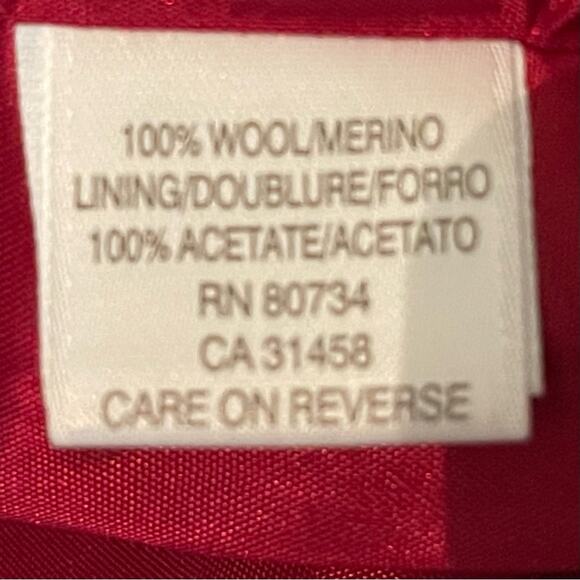 100% WOOL/MERINO
LINING/DOUBLURE/FORRO
100% ACETATE/ACETATO
RN 80734
CA 31458
CARE ON REVERSE